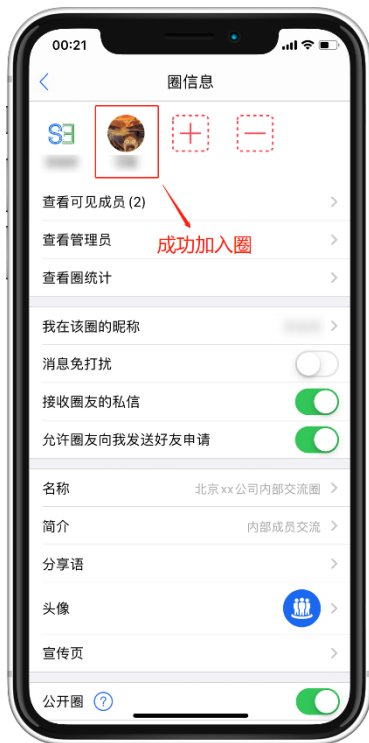 00:21
圈信息
S3
查看可见成员 (2)
查看管理员
成功加入圈
查看圈统计
我在该圈的昵称
消息免打扰
接收圈友的私信
允许圈友向我发送好友申请
名称 北京xx公司内部交流圈
简介 内部成员交流
分享语
头像
宣传页
公开圈 ?